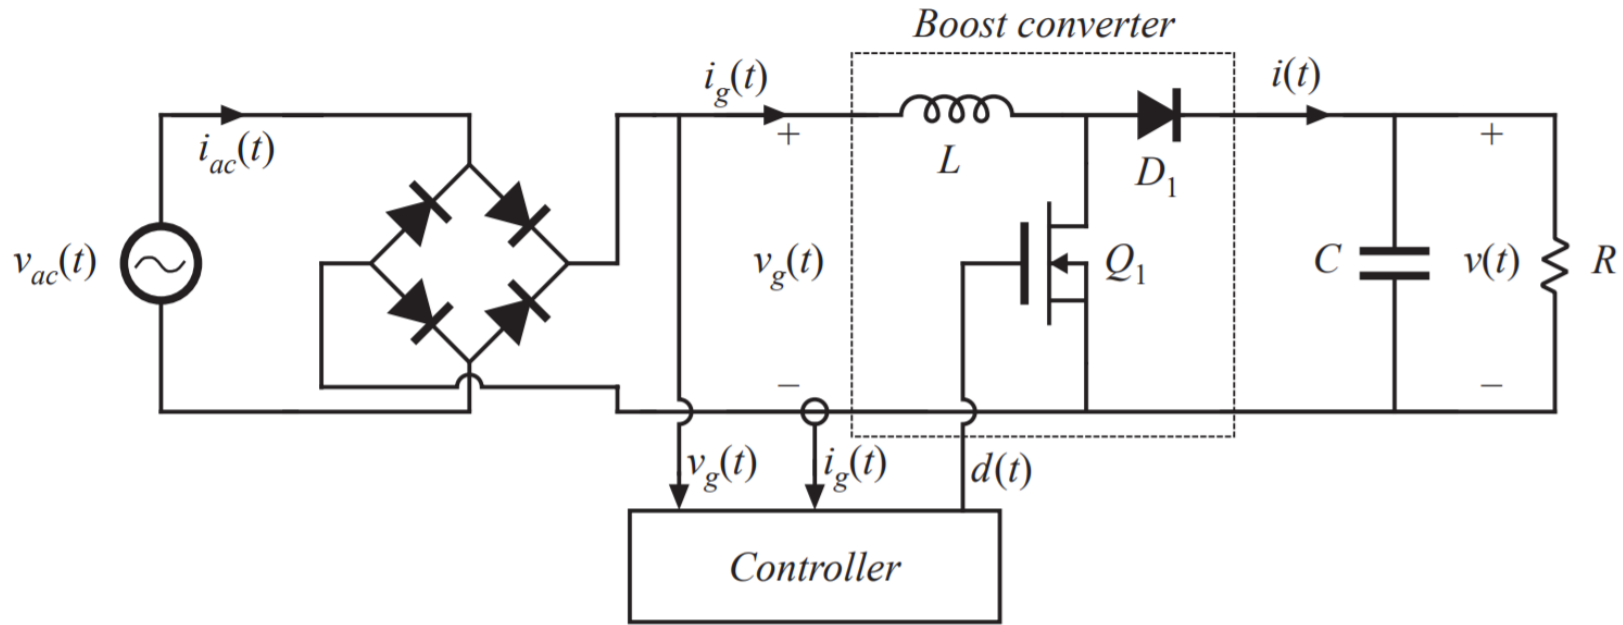 Boost converter
i_g(t)
i(t)
i_ac(t)
+
+
L
D_1
v_ac(t)
v_g(t)
Q_1
C
v(t)
R
−
−
v_g(t)
i_g(t)
d(t)
Controller